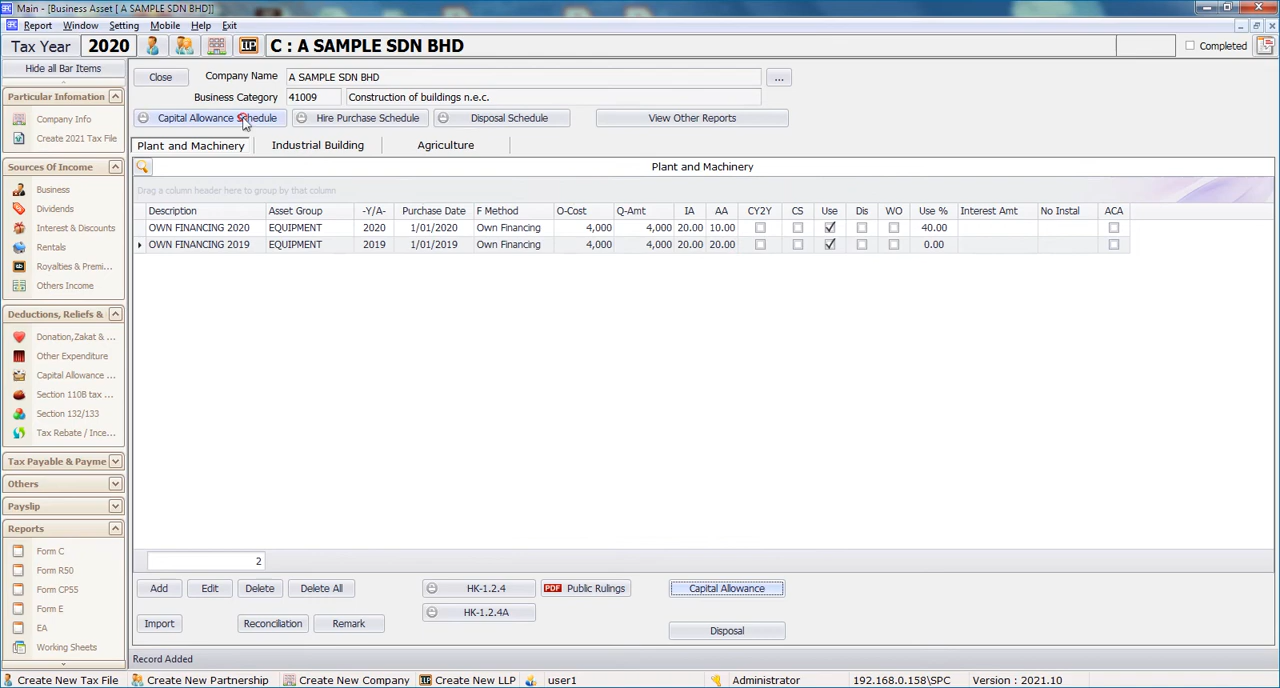 Main - [Business Asset [ A SAMPLE SDN BHD]]
Report Window Setting Mobile Help Exit
Tax Year 2020 C : A SAMPLE SDN BHD Completed
Hide all Bar Items
Particular Infomation
Company Info
Create 2021 Tax File
Sources Of Income
Business
Dividends
Interest & Discounts
Rentals
Royalties & Premi...
Others Income
Deductions, Reliefs &
Donation,Zakat & ...
Other Expenditure
Capital Allowance ...
Section 110B tax ...
Section 132/133
Tax Rebate / Ince...
Tax Payable & Payme
Others
Payslip
Reports
Form C
Form R50
Form CP55
Form E
EA
Working Sheets
Close Company Name A SAMPLE SDN BHD ...
Business Category 41009 Construction of buildings n.e.c.
Capital Allowance Schedule Hire Purchase Schedule Disposal Schedule View Other Reports
Plant and Machinery Industrial Building Agriculture
Plant and Machinery
Drag a column header here to group by that column
Description Asset Group -Y/A- Purchase Date F Method O-Cost Q-Amt IA AA CY2Y CS Use Dis WO Use % Interest Amt No Instal ACA
OWN FINANCING 2020 EQUIPMENT 2020 1/01/2020 Own Financing 4,000 4,000 20.00 10.00 40.00
OWN FINANCING 2019 EQUIPMENT 2019 1/01/2019 Own Financing 4,000 4,000 20.00 20.00 0.00
2
Add Edit Delete Delete All HK-1.2.4 PDF Public Rulings Capital Allowance
HK-1.2.4A
Import Reconciliation Remark Disposal
Record Added
Create New Tax File Create New Partnership Create New Company LLP Create New LLP user1 Administrator 192.168.0.158\SPC Version : 2021.10